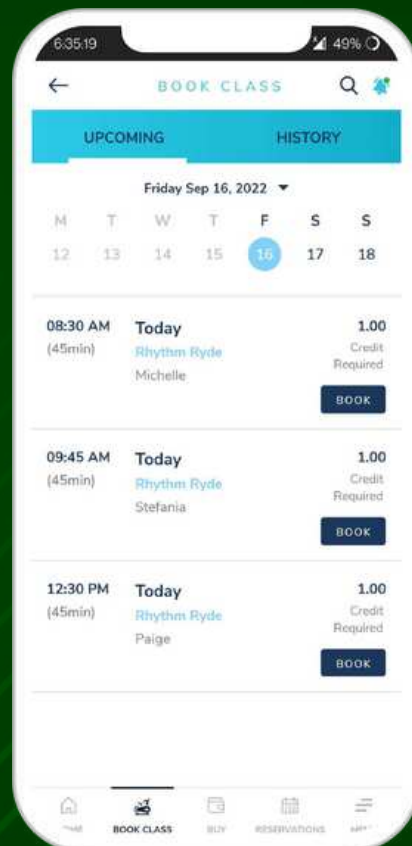 6:35:19 49%
BOOK CLASS
UPCOMING HISTORY
Friday Sep 16, 2022
M T W T F S S
12 13 14 15 16 17 18
08:30 AM Today 1.00
(45min) Rhythm Ryde Credit
Michelle Required
BOOK
09:45 AM Today 1.00
(45min) Rhythm Ryde Credit
Stefania Required
BOOK
12:30 PM Today 1.00
(45min) Rhythm Ryde Credit
Paige Required
BOOK
BOOK CLASS BUY RESERVATIONS